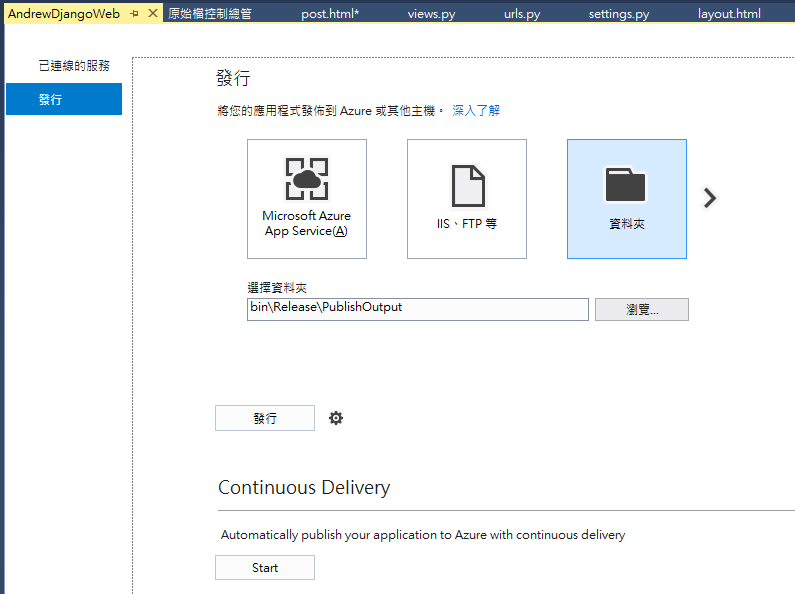 AndrewDjangoWeb
原始檔控制總管
post.html*
views.py
urls.py
settings.py
layout.html
已連線的服務
發行
發行
將您的應用程式發佈到 Azure 或其他主機。 深入了解
Microsoft Azure
App Service(A)
IIS、FTP 等
資料夾
選擇資料夾
bin\Release\PublishOutput
瀏覽...
發行
Continuous Delivery
Automatically publish your application to Azure with continuous delivery
Start